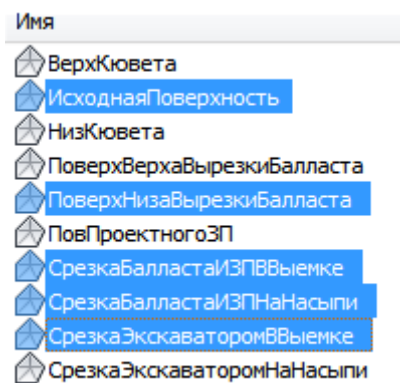 Имя
ВерхКювета
ИсходнаяПоверхность
НизКювета
ПоверхВерхаВырезкиБалласта
ПоверхНизаВырезкиБалласта
ПовПроектногоЗП
СрезкаБалластаИЗПВВыемке
СрезкаБалластаИЗПНаНасыпи
СрезкаЭкскаваторомВВыемке
СрезкаЭкскаваторомНаНасыпи